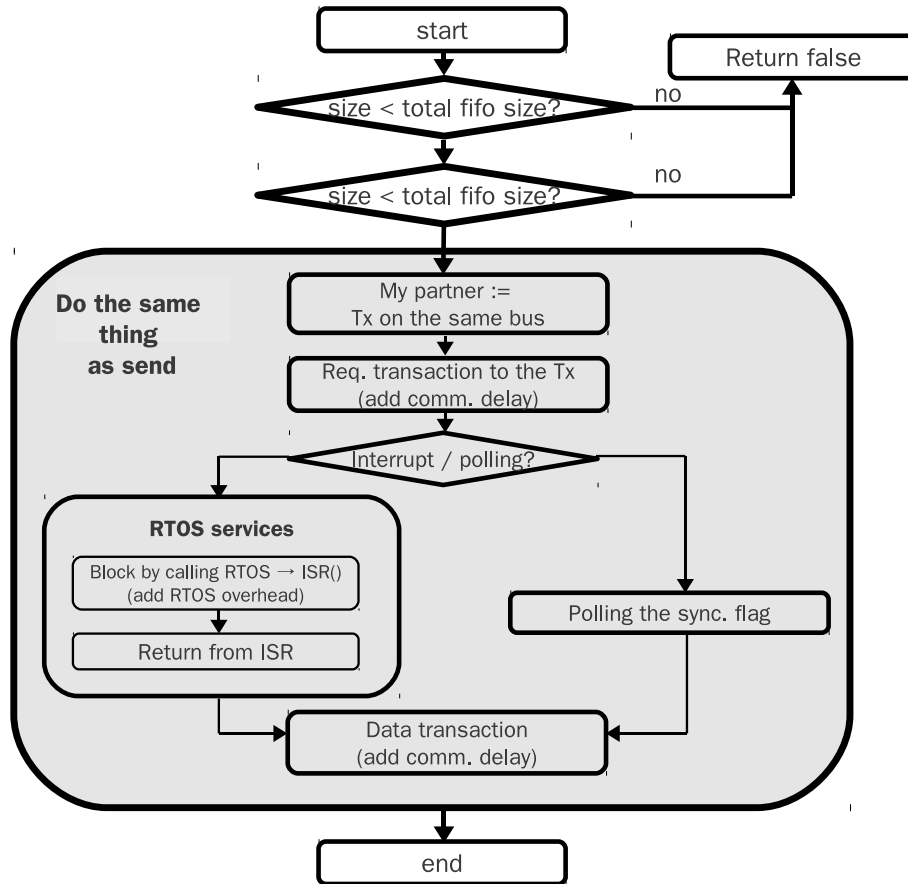 start
Return false
size < total fifo size?
no
size < total fifo size?
no
Do the same
thing
as send
My partner :=
Tx on the same bus
Req. transaction to the Tx
(add comm. delay)
Interrupt / polling?
RTOS services
Block by calling RTOS → ISR()
(add RTOS overhead)
Return from ISR
Polling the sync. flag
Data transaction
(add comm. delay)
end